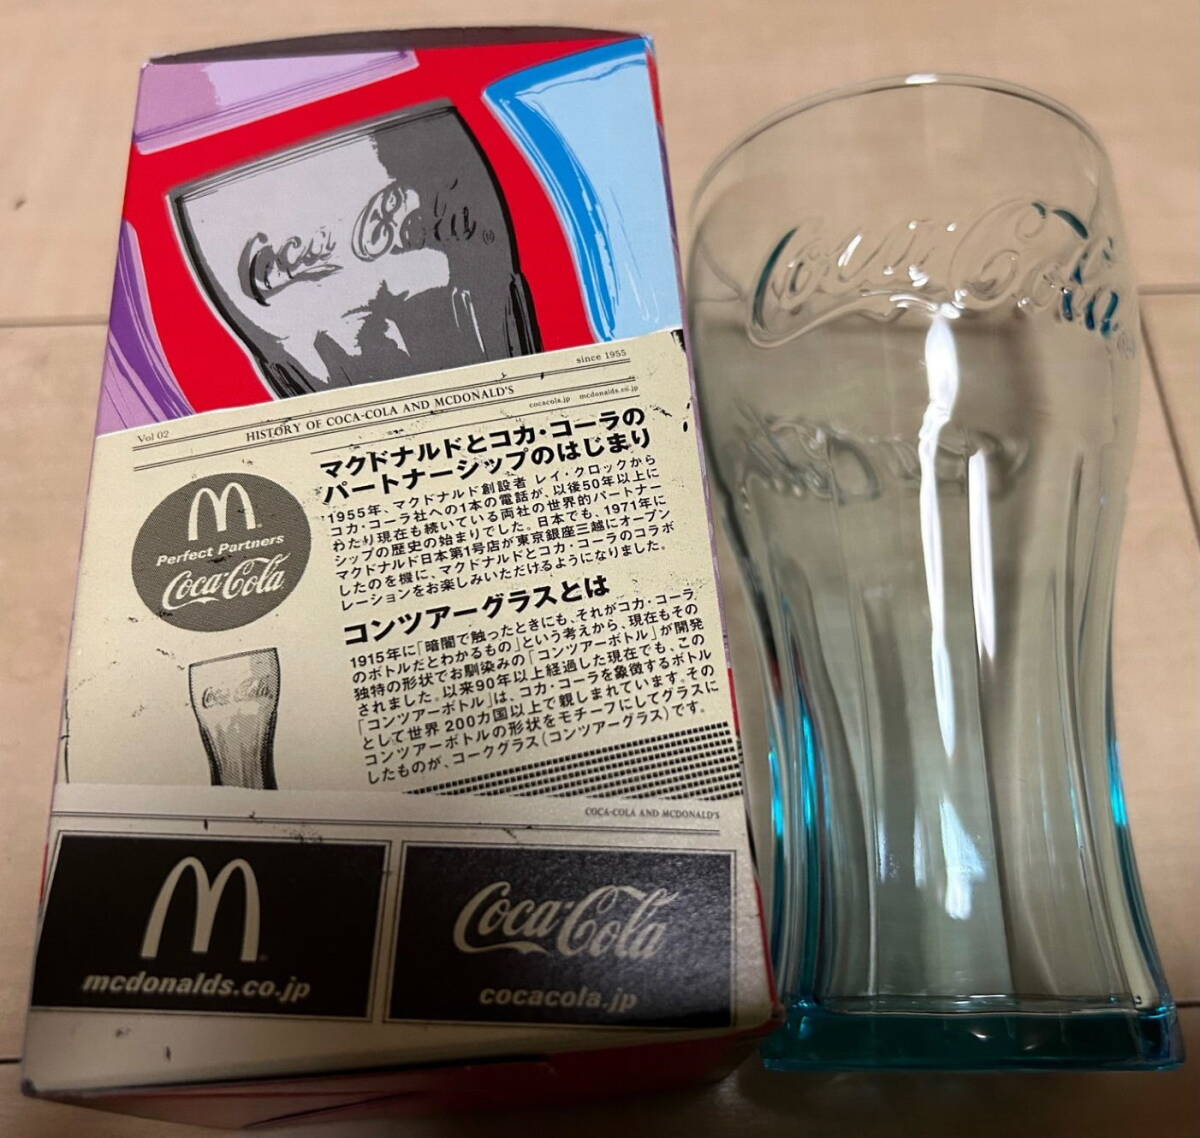 Coca-Cola®
since 1955
HISTORY OF COCA-COLA AND MCDONALD'S
Vol 02
cocacola.jp mcdonalds.co.jp
マクドナルドとコカ・コーラの
パートナーシップのはじまり
1955年、マクドナルド創設者 レイ・クロックから
コカ・コーラ社への1本の電話が、以後50年以上に
わたり現在も続いている両社の世界的パートナー
シップの歴史の始まりでした。日本でも、1971年に
マクドナルド日本第1号店が東京銀座三越にオープン
したのを機に、マクドナルドとコカ・コーラのコラボ
レーションをお楽しみいただけるようになりました。
M
Perfect Partners
Coca-Cola
コンツアーグラスとは
1915年に「暗闇で触ったときにも、それがコカ・コーラ
のボトルだとわかるもの」という考えから、現在もその
独特の形状でお馴染みの「コンツアーボトル」が開発
されました。以来90年以上経過した現在でも、この
「コンツアーボトル」は、コカ・コーラを象徴するボトル
として世界200カ国以上で親しまれています。その
コンツアーボトルの形状をモチーフにしてグラスに
したものが、コークグラス(コンツアーグラス)です。
Coca-Cola
COCA-COLA AND MCDONALD'S
M
mcdonalds.co.jp
Coca-Cola
cocacola.jp
Coca-Cola®